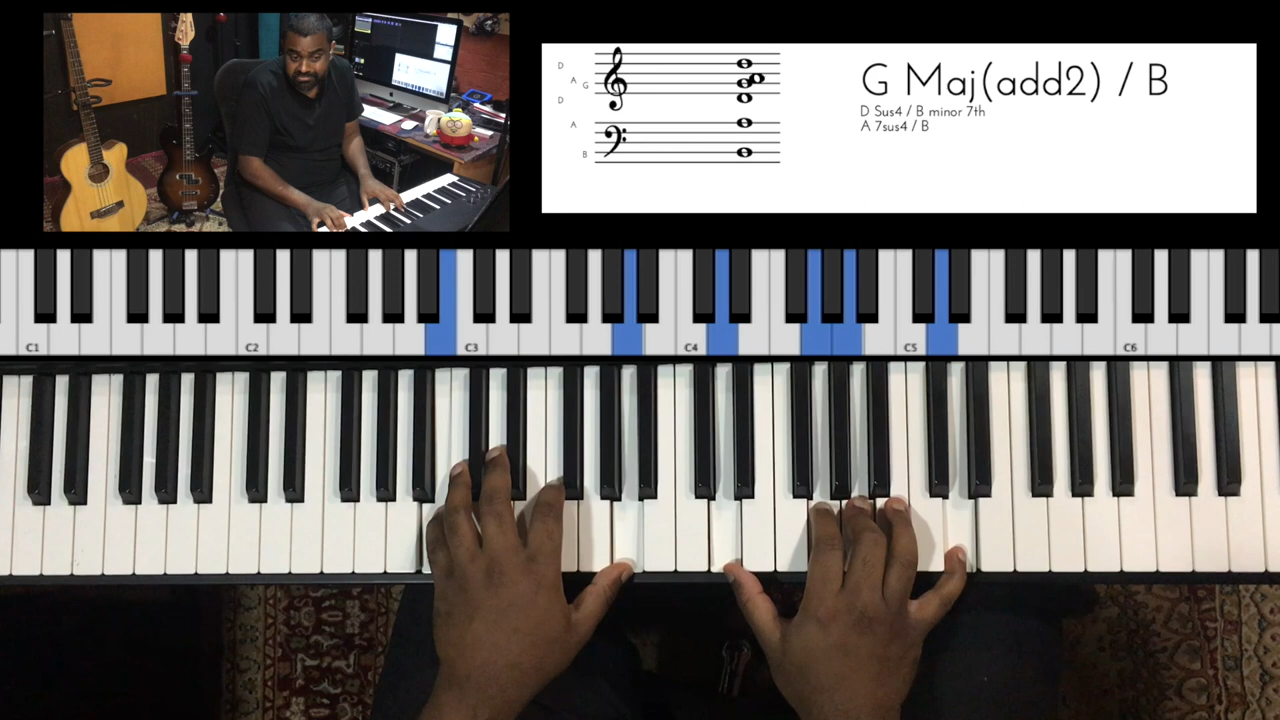 D
A
G
D
A
B
G Maj(add2) / B
D Sus4 / B minor 7th
A 7sus4 / B
C1
C2
C3
C4
C5
C6